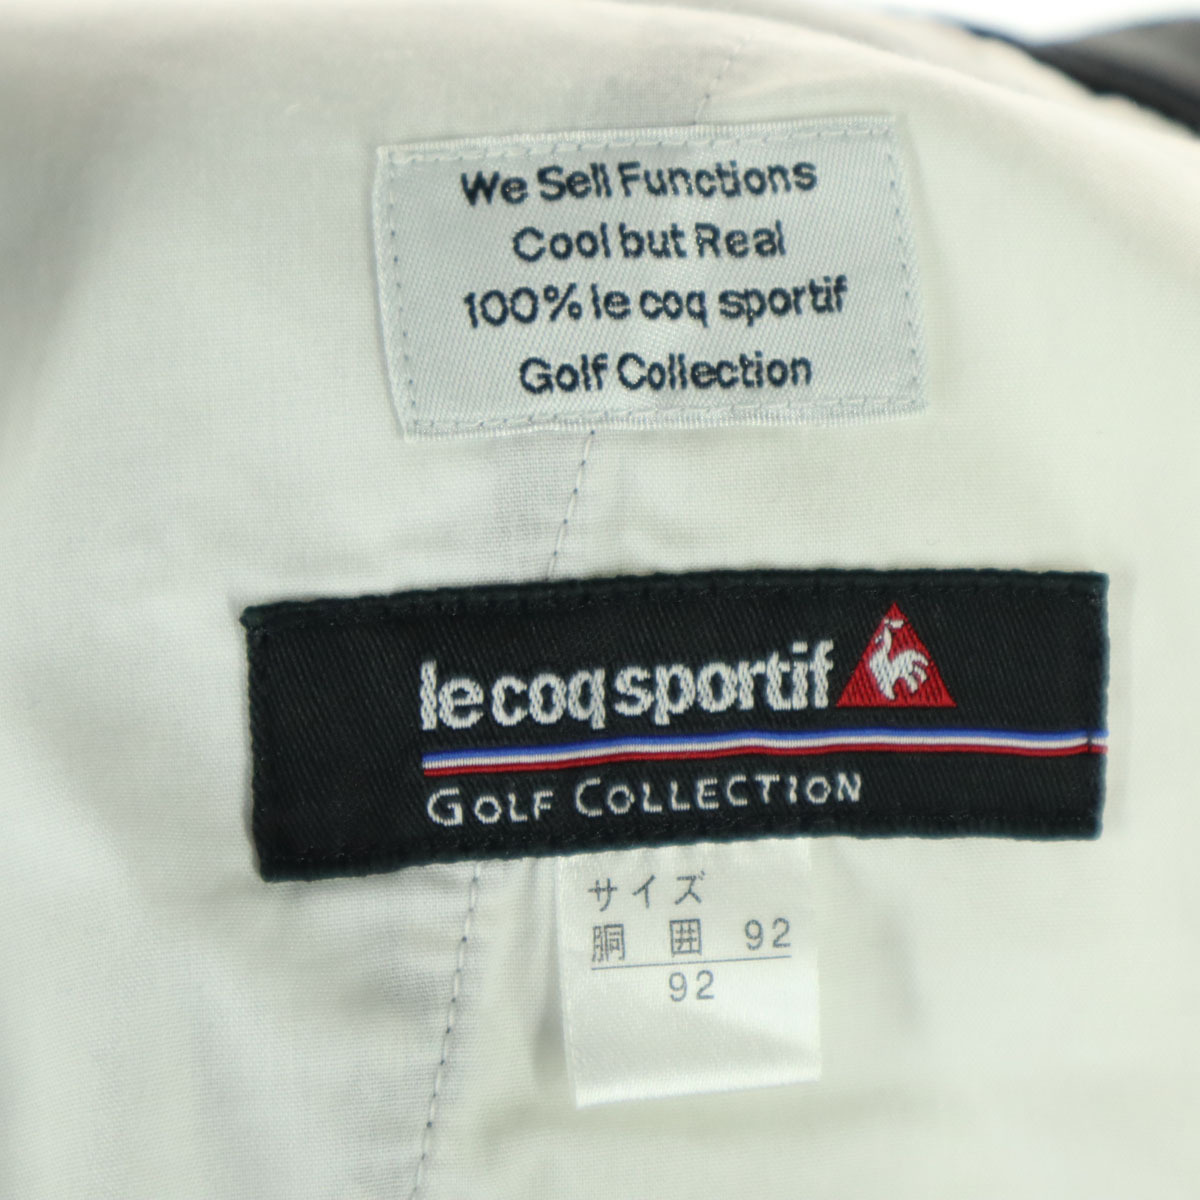 We Sell Functions
Cool but Real
100% le coq sportif
Golf Collection
le coq sportif
GOLF COLLECTION
サイズ
胴 囲 92
92